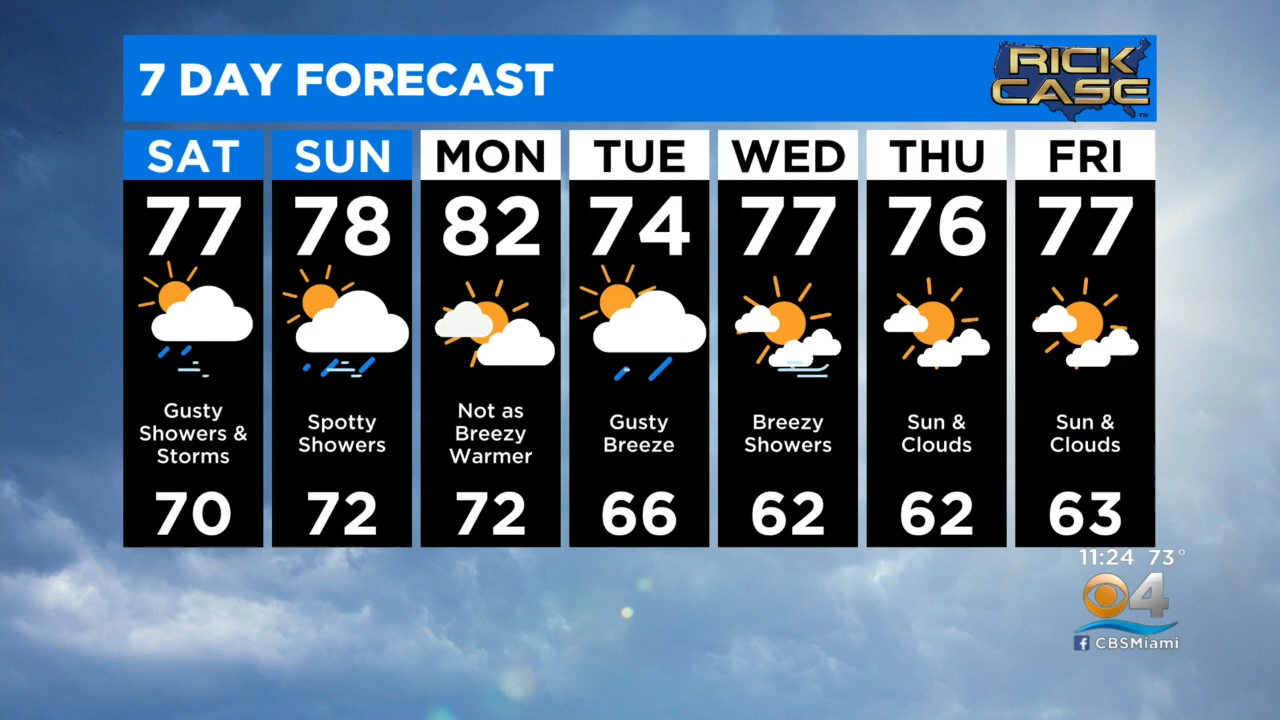 7 DAY FORECAST
RICK
CASE
™
SAT SUN MON TUE WED THU FRI
77 78 82 74 77 76 77
Gusty
Showers &
Storms
Spotty
Showers
Not as
Breezy
Warmer
Gusty
Breeze
Breezy
Showers
Sun &
Clouds
Sun &
Clouds
70 72 72 66 62 62 63
11:24 73°
4
f CBSMiami